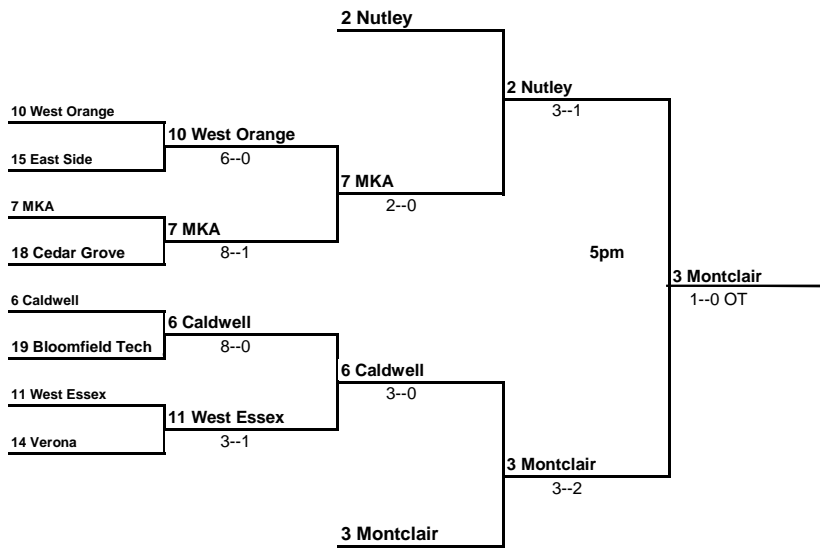 2 Nutley
2 Nutley
3--1
10 West Orange
10 West Orange
15 East Side
6--0
7 MKA
2--0
7 MKA
7 MKA
18 Cedar Grove
8--1
5pm
3 Montclair
1--0 OT
6 Caldwell
6 Caldwell
19 Bloomfield Tech
8--0
6 Caldwell
3--0
11 West Essex
11 West Essex
14 Verona
3--1
3 Montclair
3--2
3 Montclair